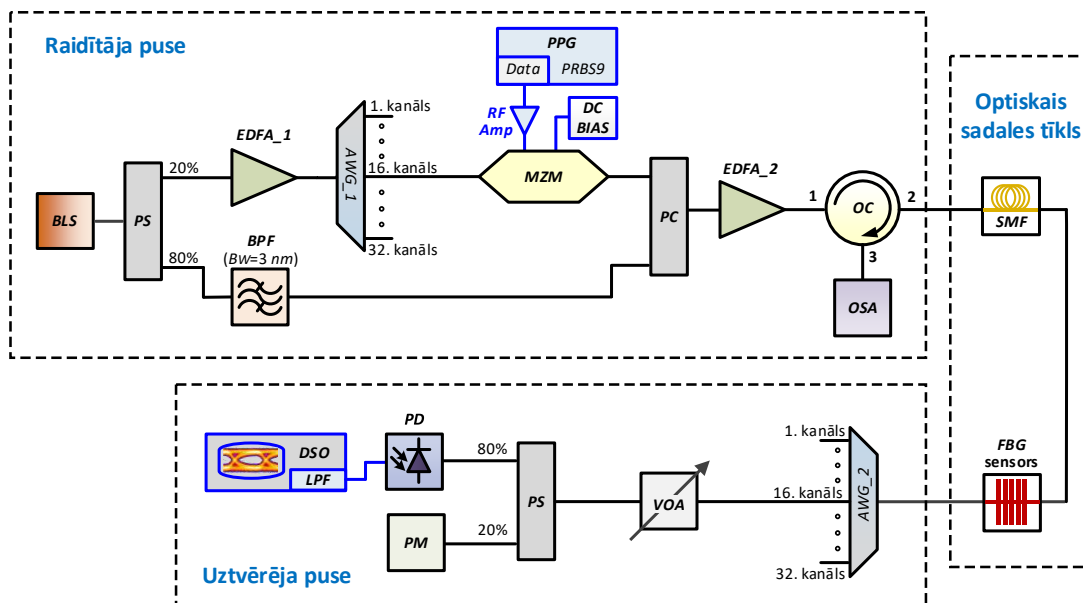 Raidītāja puse
PPG
Data
PRBS9
RF
Amp
DC
BIAS
1. kanāls
EDFA_1
AWG_1
16. kanāls
32. kanāls
MZM
20%
BLS
PS
80%
BPF
(Bw=3 nm)
PC
EDFA_2
1
OC
2
3
OSA
Optiskais
sadales tīkls
SMF
FBG
sensors
1. kanāls
16. kanāls
AWG_2
32. kanāls
VOA
PS
80%
20%
PD
DSO
LPF
PM
Uztvērēja puse